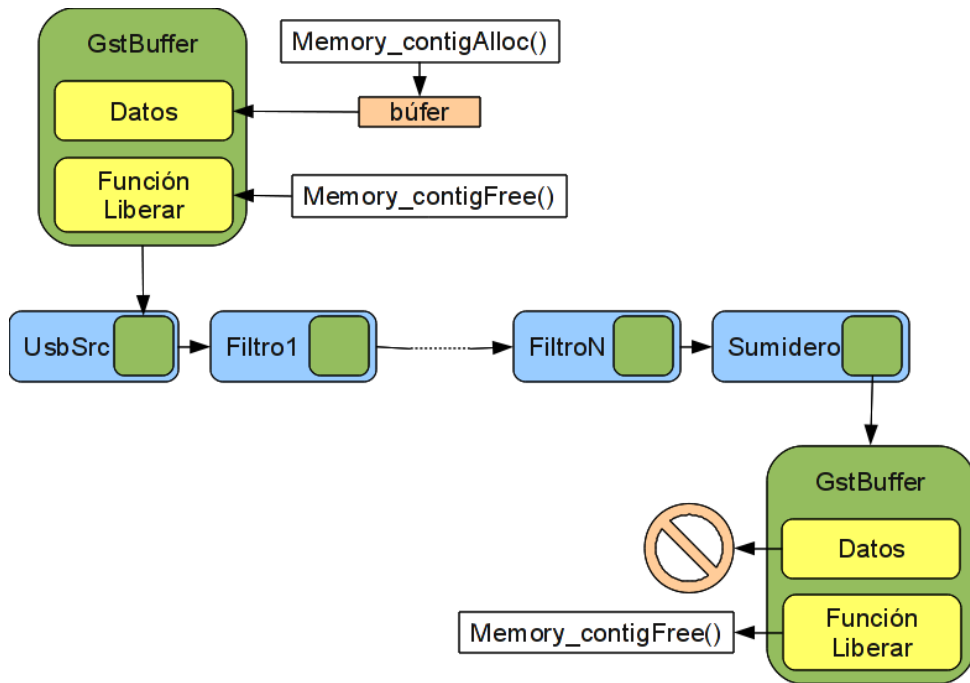 GstBuffer
Memory_contigAlloc()
Datos
búfer
Función
Liberar
Memory_contigFree()
UsbSrc
Filtro1
FiltroN
Sumidero
GstBuffer
Datos
Función
Liberar
Memory_contigFree()